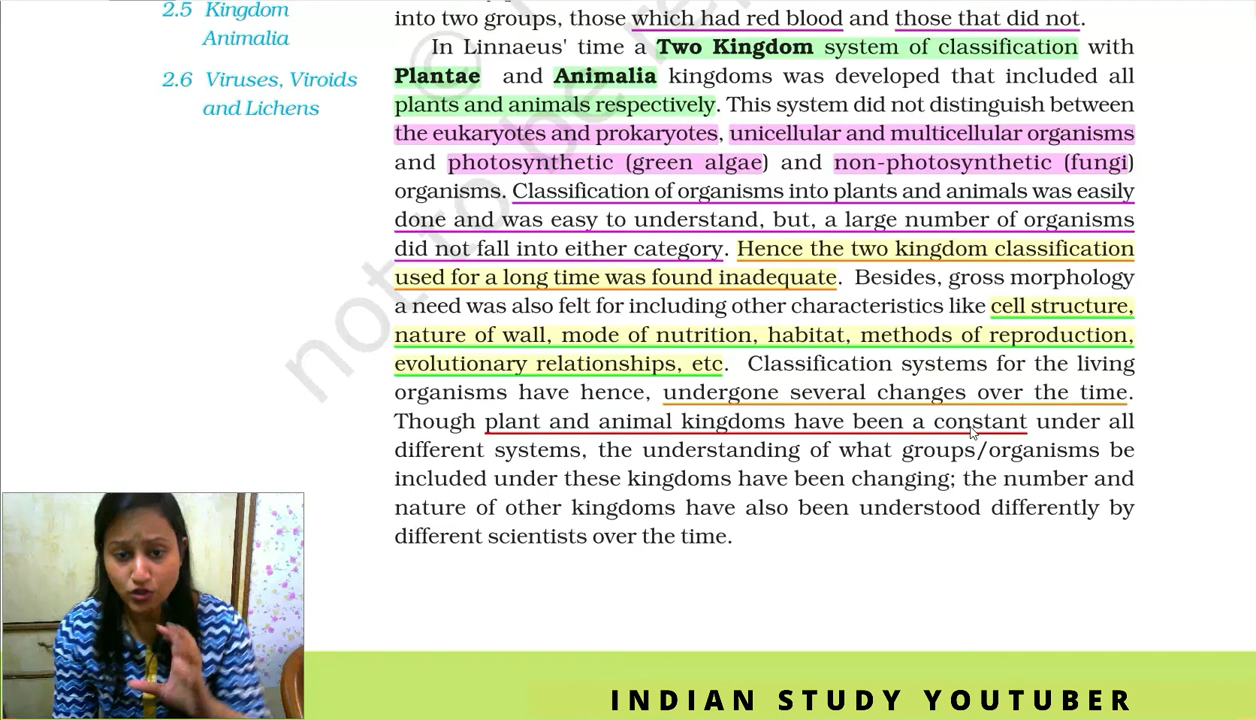 2.5 Kingdom
Animalia
2.6 Viruses, Viroids
and Lichens
into two groups, those which had red blood and those that did not.
In Linnaeus' time a Two Kingdom system of classification with
Plantae and Animalia kingdoms was developed that included all
plants and animals respectively. This system did not distinguish between
the eukaryotes and prokaryotes, unicellular and multicellular organisms
and photosynthetic (green algae) and non-photosynthetic (fungi)
organisms. Classification of organisms into plants and animals was easily
done and was easy to understand, but, a large number of organisms
did not fall into either category. Hence the two kingdom classification
used for a long time was found inadequate. Besides, gross morphology
a need was also felt for including other characteristics like cell structure,
nature of wall, mode of nutrition, habitat, methods of reproduction,
evolutionary relationships, etc. Classification systems for the living
organisms have hence, undergone several changes over the time.
Though plant and animal kingdoms have been a constant under all
different systems, the understanding of what groups/organisms be
included under these kingdoms have been changing; the number and
nature of other kingdoms have also been understood differently by
different scientists over the time.
not to be re
©
INDIAN STUDY YOUTUBER